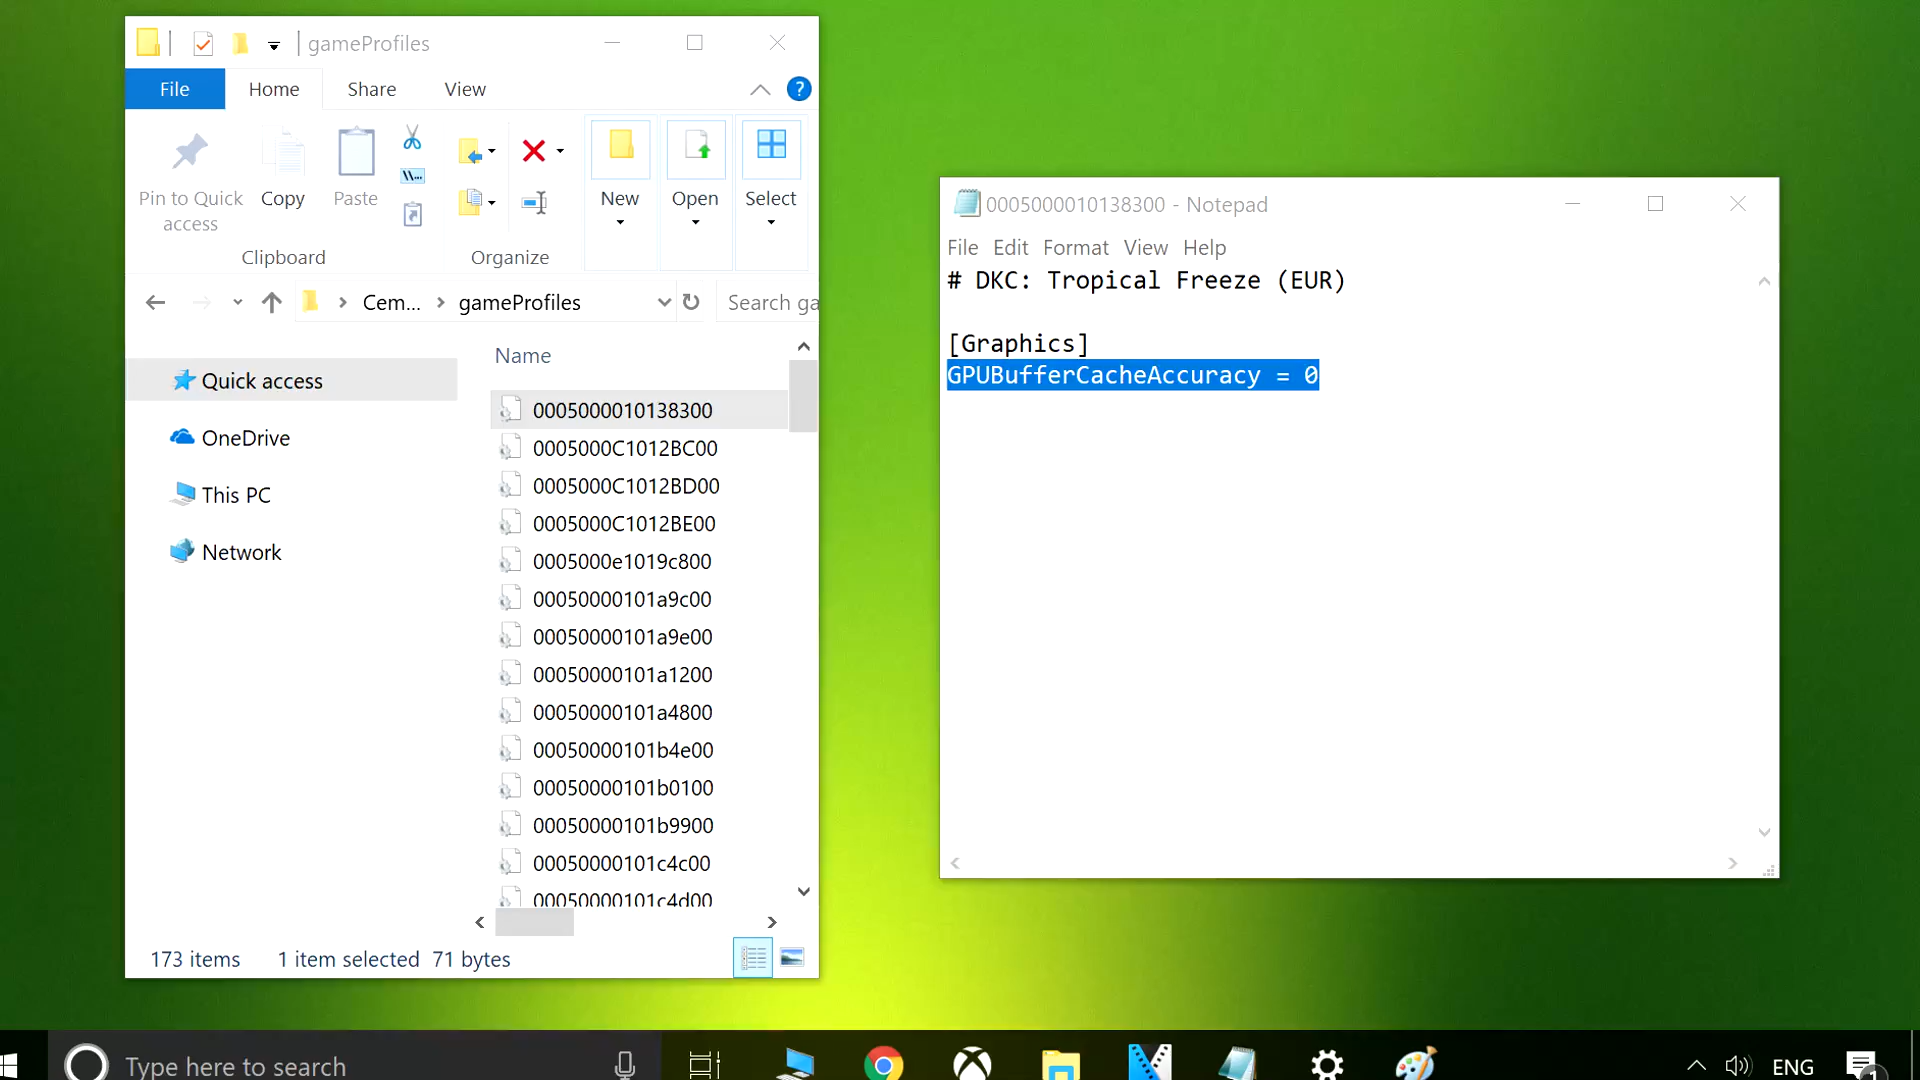 gameProfiles
File Home Share View
?
Pin to Quick access
Copy
Paste
New
Open
Select
Clipboard
Organize
Cem... gameProfiles
Search ga
Quick access
OneDrive
This PC
Network
Name
0005000010138300
0005000C1012BC00
0005000C1012BD00
0005000C1012BE00
0005000e1019c800
00050000101a9c00
00050000101a9e00
00050000101a1200
00050000101a4800
00050000101b4e00
00050000101b0100
00050000101b9900
00050000101c4c00
00050000101c4d00
173 items 1 item selected 71 bytes
0005000010138300 - Notepad
File Edit Format View Help
# DKC: Tropical Freeze (EUR)
[Graphics]
GPUBufferCacheAccuracy = 0
Type here to search
ENG
1